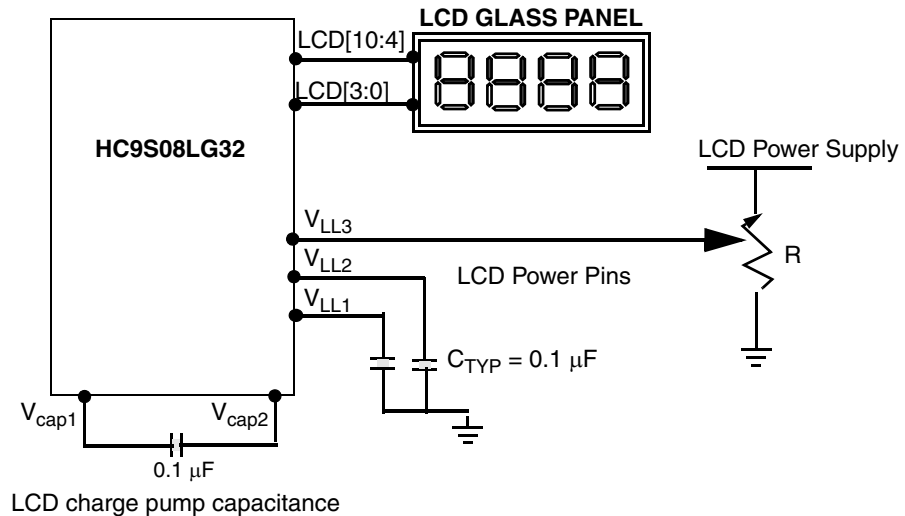 LCD GLASS PANEL
LCD[10:4]
LCD[3:0]
HC9S08LG32
LCD Power Supply
VLL3
R
VLL2
LCD Power Pins
VLL1
CTYP = 0.1 μF
Vcap1
Vcap2
0.1 μF
LCD charge pump capacitance